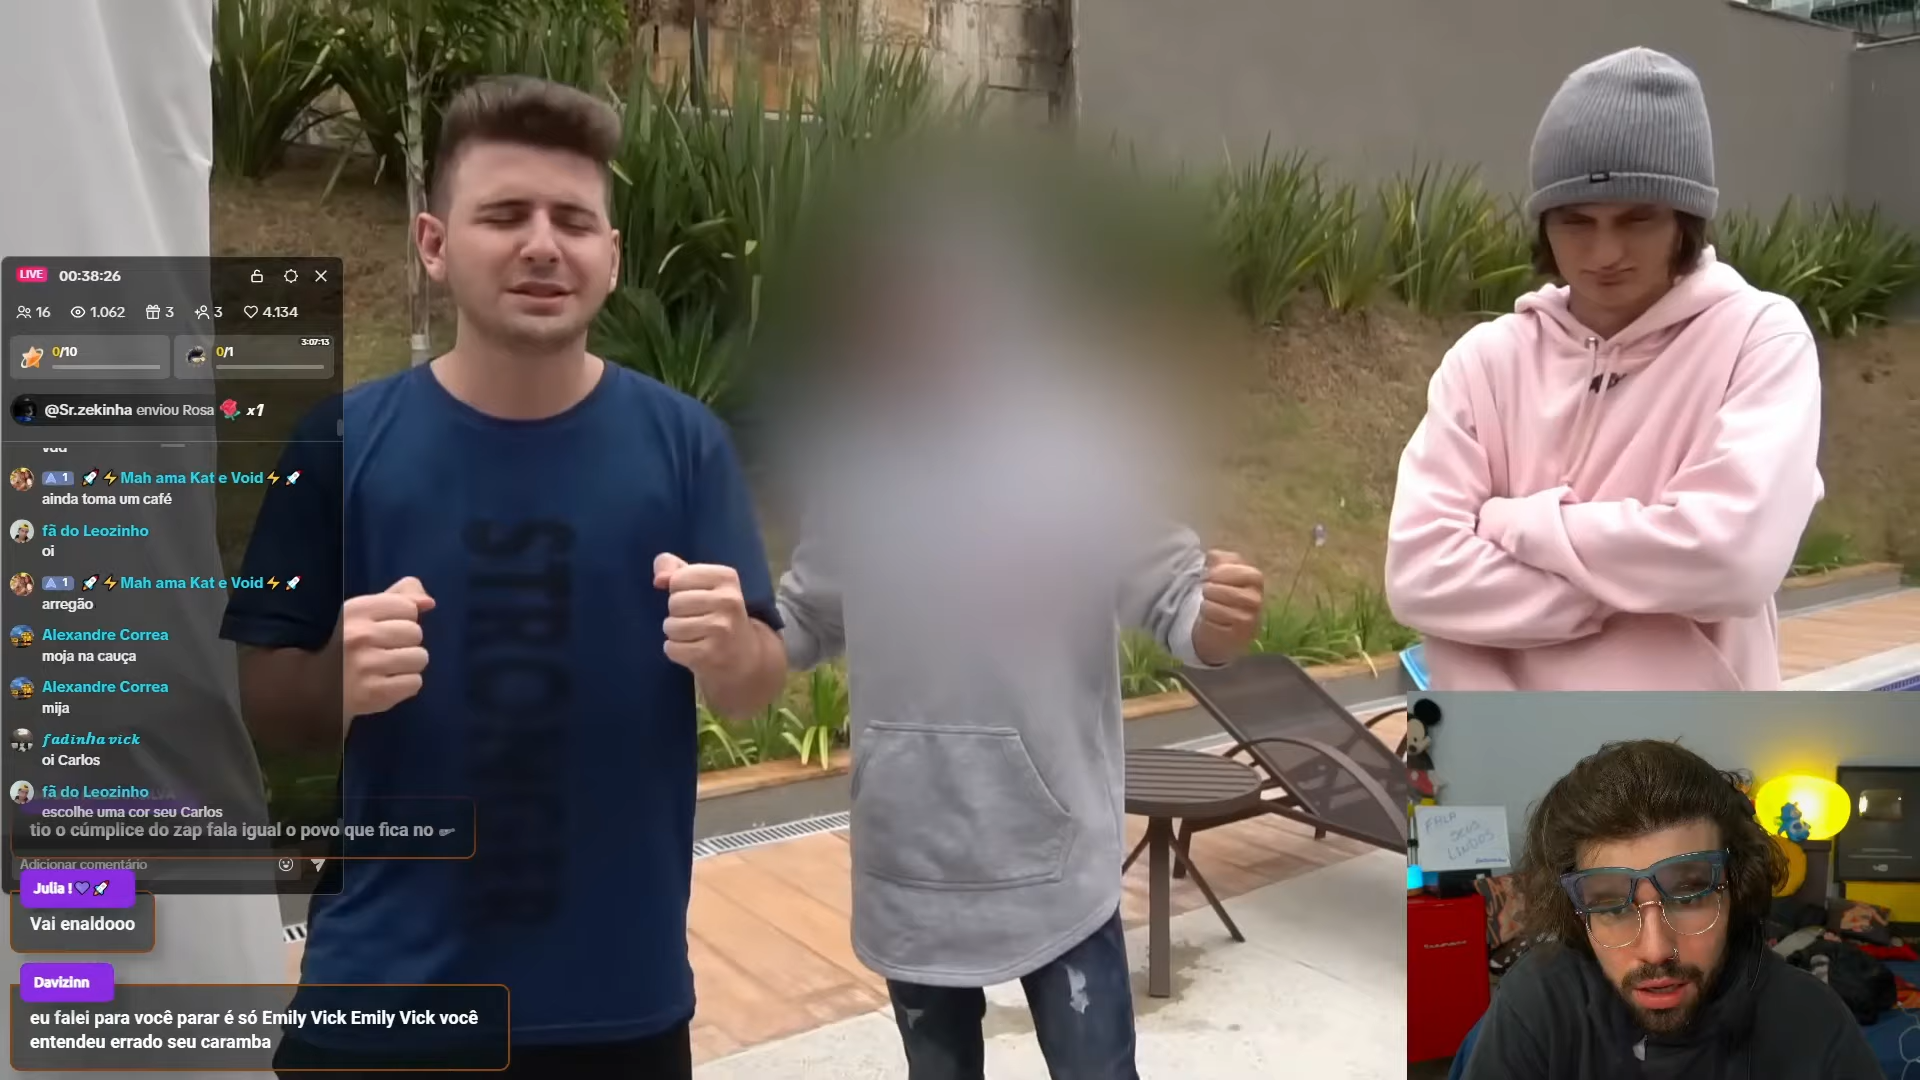 LIVE 00:38:26
16 1.062 3 3 4.134
0/10 0/1 3:07:13
@Sr.zekinha enviou Rosa x1
1 Mah ama Kat e Void
ainda toma um café
fã do Leozinho
oi
1 Mah ama Kat e Void
arregão
Alexandre Correa
moja na cauça
Alexandre Correa
mija
fadinha vick
oi Carlos
fã do Leozinho
escolhe uma cor seu Carlos
tio o cúmplice do zap fala igual o povo que fica no
Adicionar comentário
Julia !
Vai enaldooo
Davizinn
eu falei para você parar é só Emily Vick Emily Vick você
entendeu errado seu caramba
FALA
SEUS
LINDOS